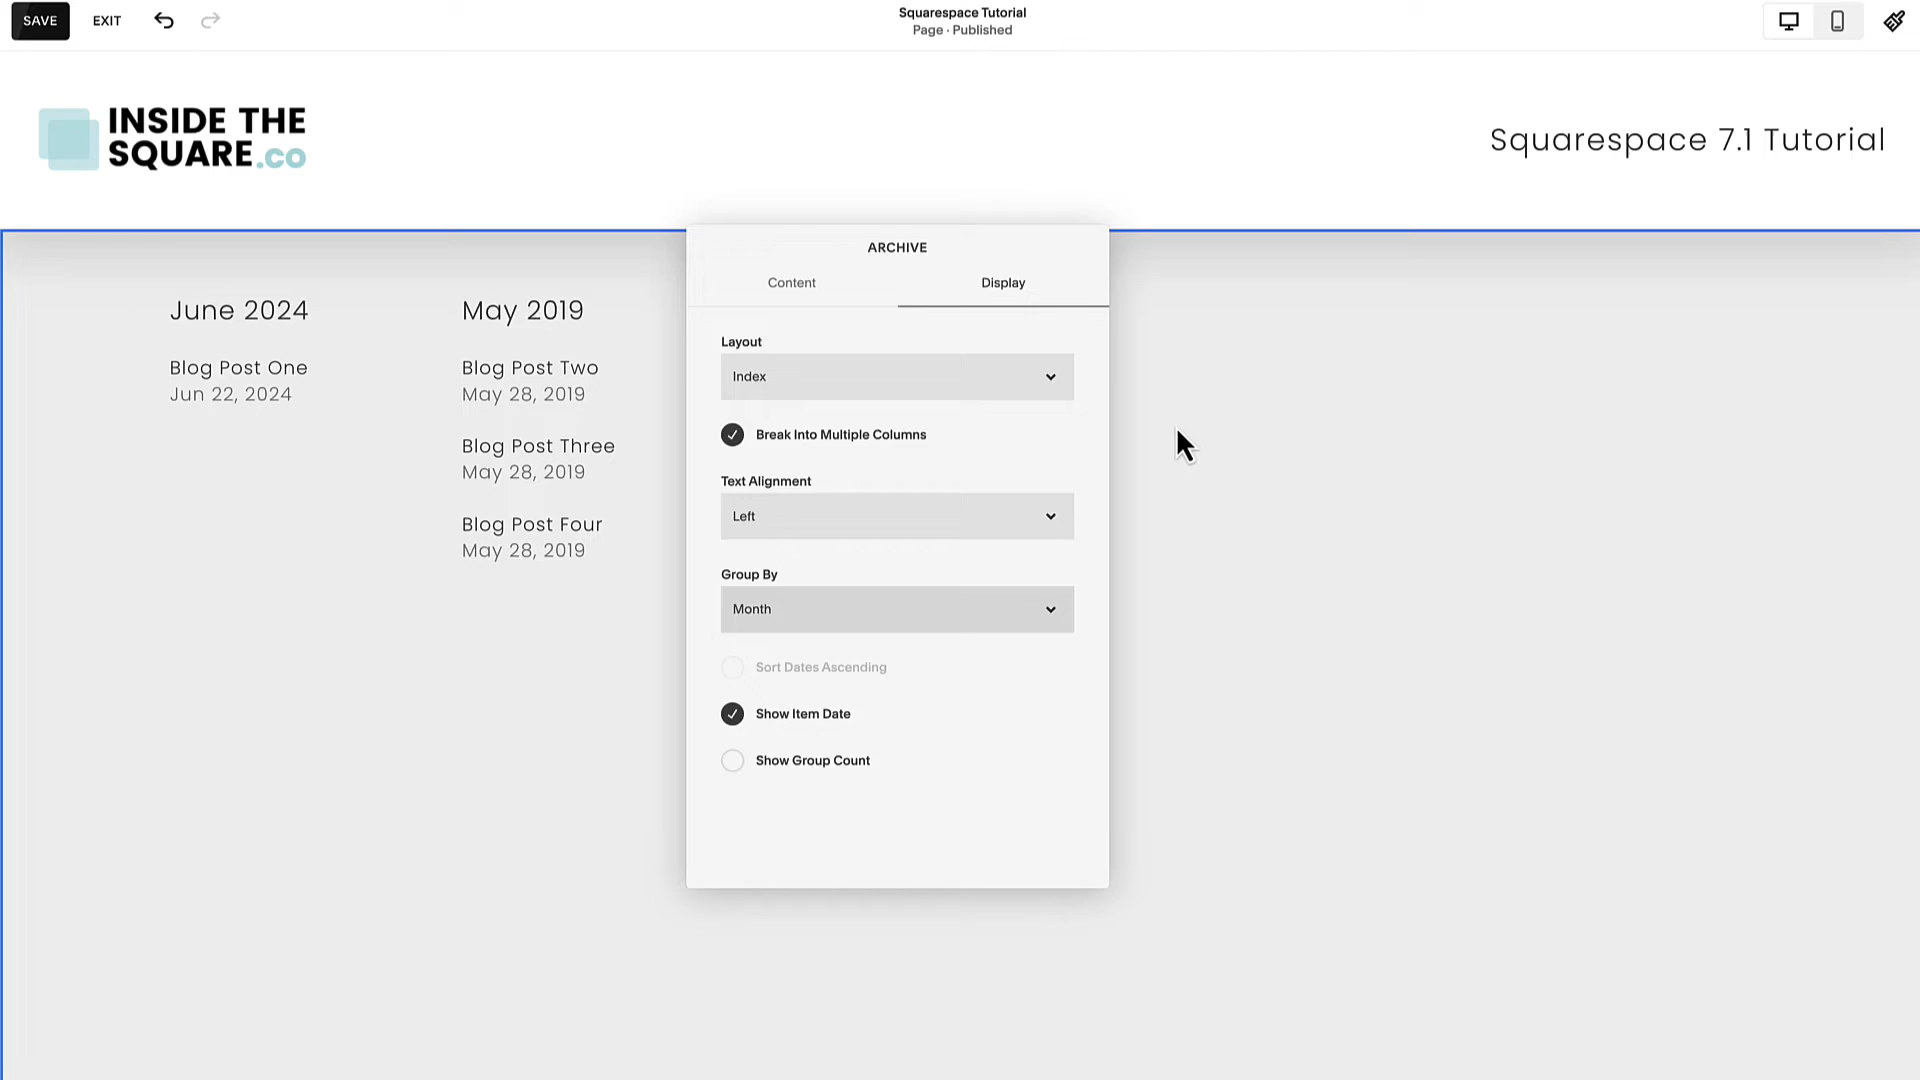 SAVE
EXIT
Squarespace Tutorial
Page · Published
INSIDE THE
SQUARE.co
Squarespace 7.1 Tutorial
June 2024
Blog Post One
Jun 22, 2024
May 2019
Blog Post Two
May 28, 2019
Blog Post Three
May 28, 2019
Blog Post Four
May 28, 2019
ARCHIVE
Content
Display
Layout
Index
Break Into Multiple Columns
Text Alignment
Left
Group By
Month
Sort Dates Ascending
Show Item Date
Show Group Count